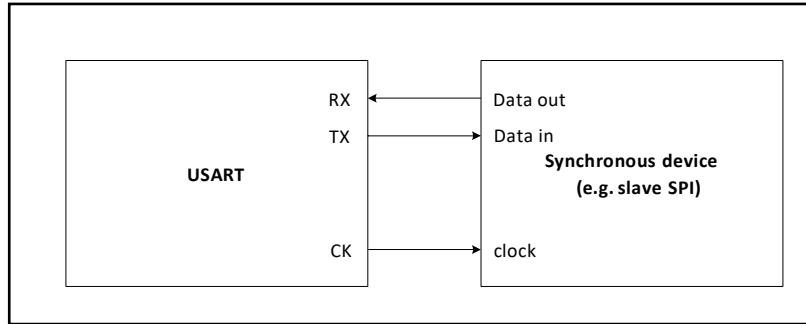 RX
Data out
TX
Data in
USART
Synchronous device
(e.g. slave SPI)
CK
clock